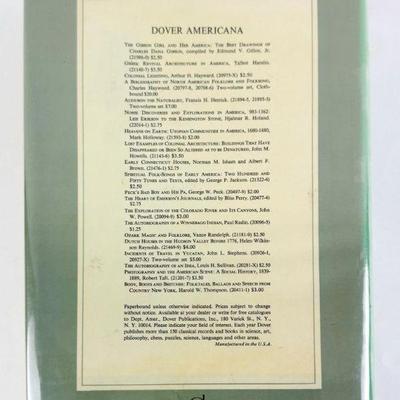 DOVER AMERICANA
THE GIBSON GIRL AND HER AMERICA: THE BEST DRAWINGS OF
CHARLES DANA GIBSON, compiled by Edmund V. Gillon, Jr.
(21986-0) $3.50
GREEK REVIVAL ARCHITECTURE IN AMERICA, Talbot Hamlin.
(21148-7) $5.50
COLONIAL LIGHTING, Arthur H. Hayward. (20975-X) $2.50
A BIBLIOGRAPHY OF NORTH AMERICAN FOLKLORE AND FOLKSONG,
Charles Haywood. (20797-8, 20798-6) Two-volume set, Cloth-
bound $20.00
AUDUBON THE NATURALIST, Francis H. Herrick. (21894-5, 21895-3)
Two-volume set $7.00
NORSE DISCOVERIES AND EXPLORATIONS IN AMERICA, 982-1362:
LEIF ERIKSON TO THE KENSINGTON STONE, Hjalmar R. Holand.
(22014-1) $2.75
HEAVENS ON EARTH: UTOPIAN COMMUNITIES IN AMERICA, 1680-1880,
Mark Holloway. (21593-8) $2.00
LOST EXAMPLES OF COLONIAL ARCHITECTURE: BUILDINGS THAT HAVE
DISAPPEARED OR BEEN SO ALTERED AS TO BE DENATURED, John M.
Howells. (21143-6) $3.50
EARLY CONNECTICUT HOUSES, Norman M. Isham and Albert F.
Brown. (21476-1) $2.75
SPIRITUAL FOLK-SONGS OF EARLY AMERICA: TWO HUNDRED AND
FIFTY TUNES AND TEXTS, edited by George P. Jackson. (21322-6)
$2.50
PECK'S BAD BOY AND HIS PA, George W. Peck. (20497-9) $2.00
THE HEART OF EMERSON'S JOURNALS, edited by Bliss Perry. (20477-4)
$2.75
THE EXPLORATION OF THE COLORADO RIVER AND ITS CANYONS, John
W. Powell. (20094-9) $3.00
THE AUTOBIOGRAPHY OF A WINNEBAGO INDIAN, Paul Radin. (20096-5)
$1.25
OZARK MAGIC AND FOLKLORE, Vance Randolph. (21181-9) $2.50
DUTCH HOUSES IN THE HUDSON VALLEY BEFORE 1776, Helen Wilkin-
son Reynolds. (21469-9) $4.00
INCIDENTS OF TRAVEL IN YUCATAN, John L. Stephens. (20926-1,
20927-X) Two-volume set $5.00
THE AUTOBIOGRAPHY OF AN IDEA, Louis H. Sullivan. (20281-X) $2.50
PHOTOGRAPHY AND THE AMERICAN SCENE: A SOCIAL HISTORY, 1839-
1889, Robert Taft. (21201-7) $3.50
BODY, BOOTS AND BRITCHES: FOLKTALES, BALLADS AND SPEECH FROM
COUNTRY NEW YORK, Harold W. Thompson. (20411-1) $3.00
Paperbound unless otherwise indicated. Prices subject to change
without notice. Available at your dealer or write for free catalogues
to Dept. Amer., Dover Publications, Inc., 180 Varick St., N. Y.,
N. Y. 10014. Please indicate your field of interest. Each year Dover
publishes more than 150 classical records and books in science, art,
philosophy, chess, puzzles, science, languages and other areas.
Manufactured in the U.S.A.